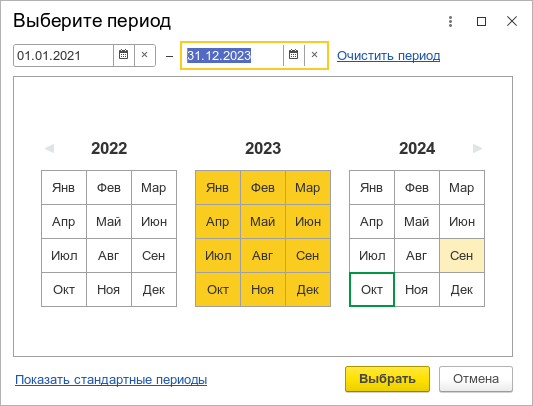 Выберите период
01.01.2021 – 31.12.2023 Очистить период
2022 2023 2024
Янв Фев Мар Янв Фев Мар Янв Фев Мар
Апр Май Июн Апр Май Июн Апр Май Июн
Июл Авг Сен Июл Авг Сен Июл Авг Сен
Окт Ноя Дек Окт Ноя Дек Окт Ноя Дек
Показать стандартные периоды Выбрать Отмена